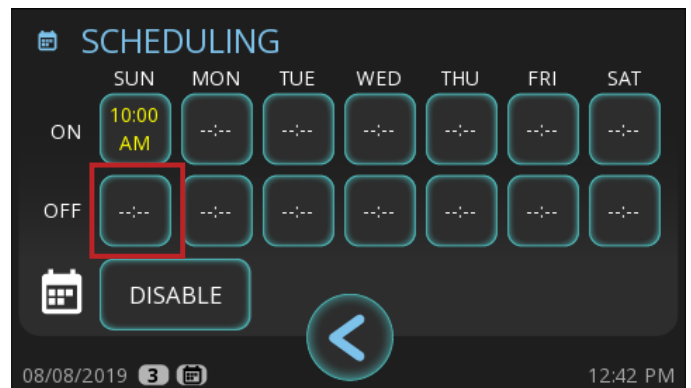 SCHEDULING
SUN MON TUE WED THU FRI SAT
ON 10:00 AM --:-- --:-- --:-- --:-- --:-- --:--
OFF --:-- --:-- --:-- --:-- --:-- --:-- --:--
DISABLE
08/08/2019 3 12:42 PM